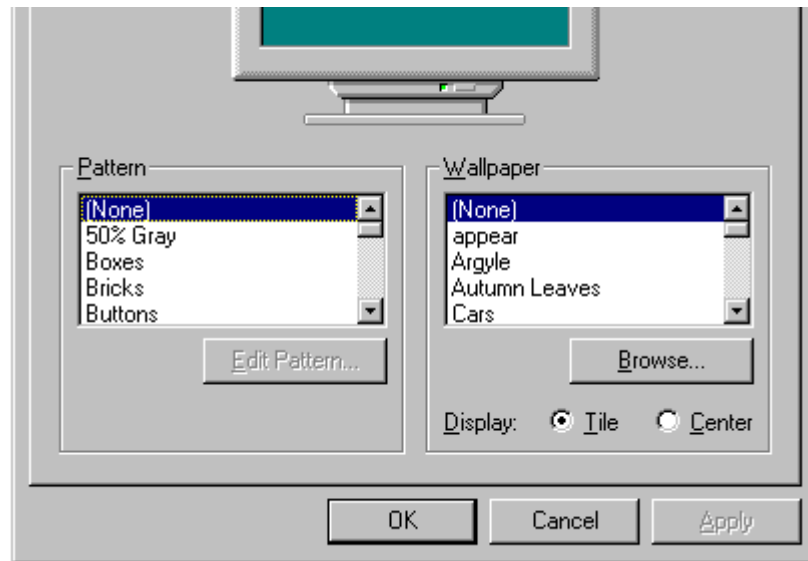 Pattern
(None)
50% Gray
Boxes
Bricks
Buttons
Edit Pattern...
Wallpaper
(None)
appear
Argyle
Autumn Leaves
Cars
Browse...
Display: Tile Center
OK Cancel Apply